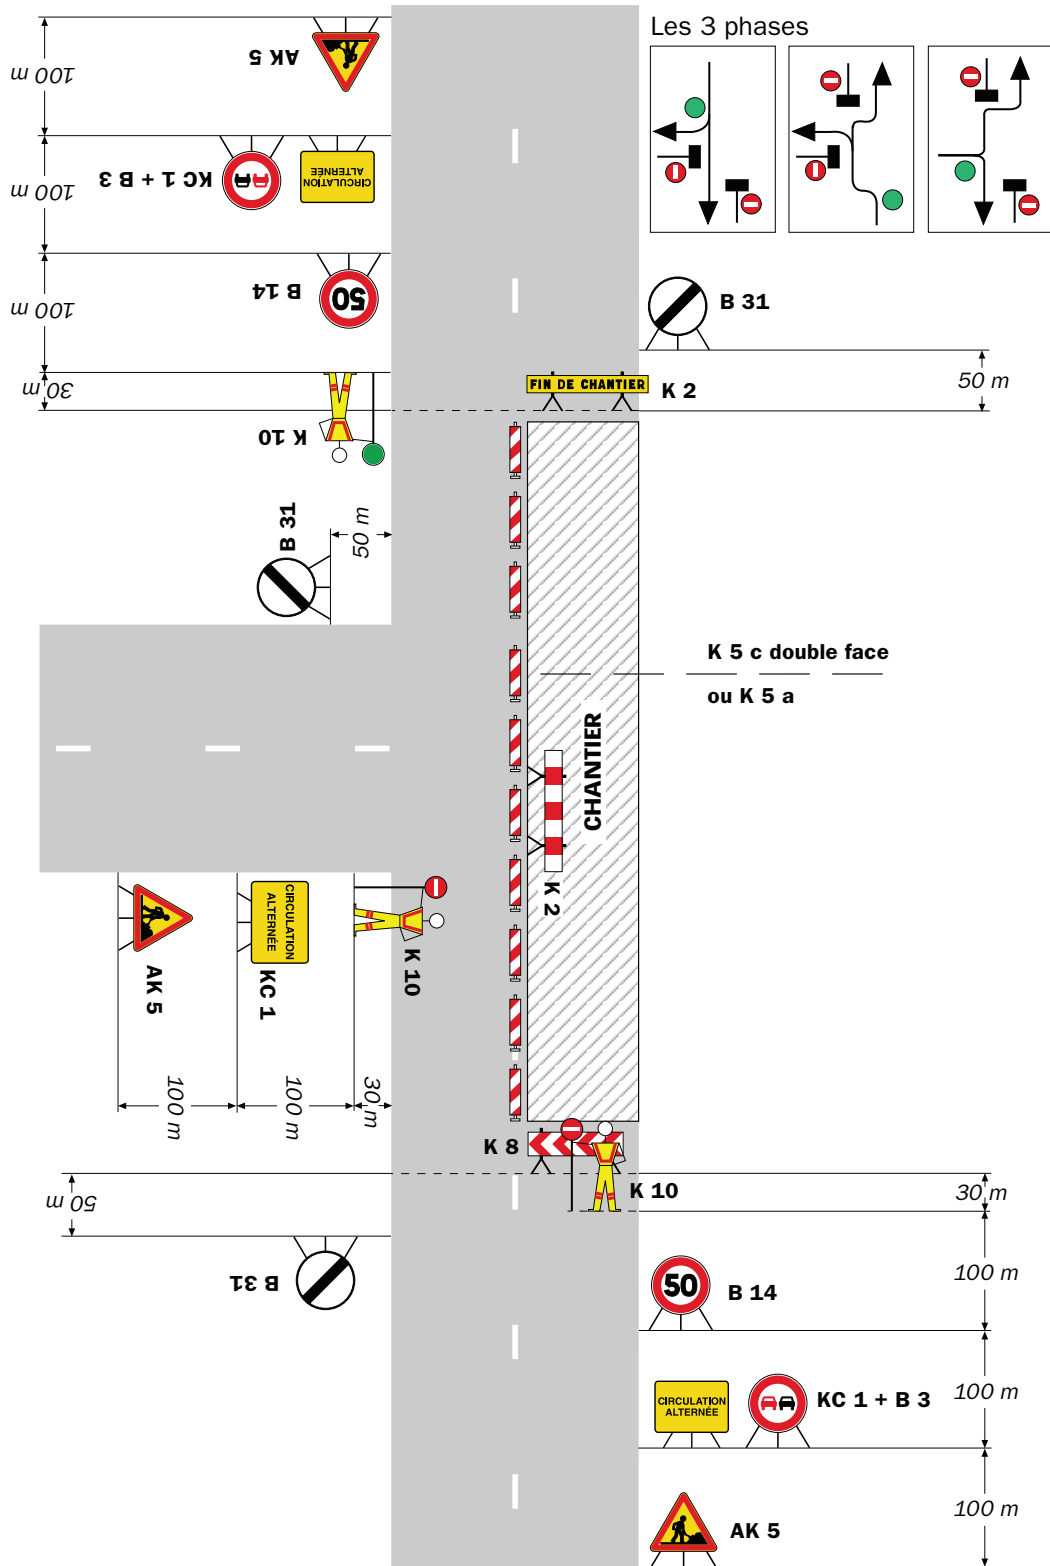 Les 3 phases
AK 5
100 m
KC 1 + B 3
CIRCULATION
ALTERNÉE
100 m
B 14
50
100 m
30 m
K 10
B 31
50 m
FIN DE CHANTIER
K 2
B 31
50 m
K 5 c double face
ou K 5 a
CHANTIER
K 2
AK 5
CIRCULATION
ALTERNÉE
KC 1
K 10
100 m
100 m
30 m
K 8
K 10
30 m
50 m
B 31
50
B 14
100 m
CIRCULATION
ALTERNÉE
KC 1 + B 3
100 m
AK 5
100 m